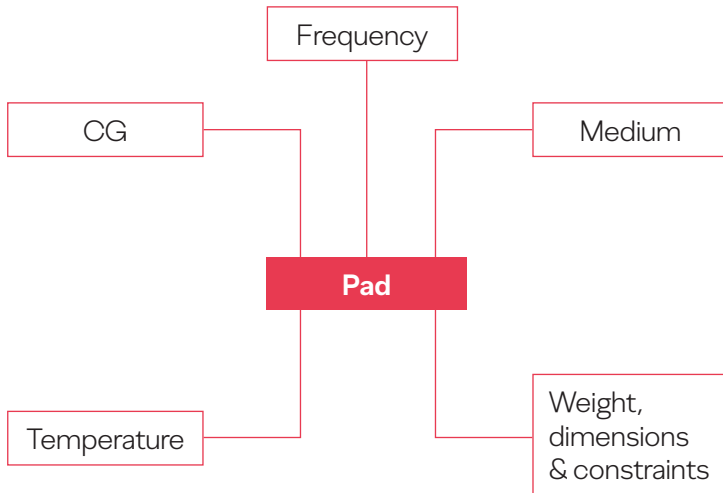 Frequency
CG
Medium
Pad
Temperature
Weight,
dimensions
& constraints